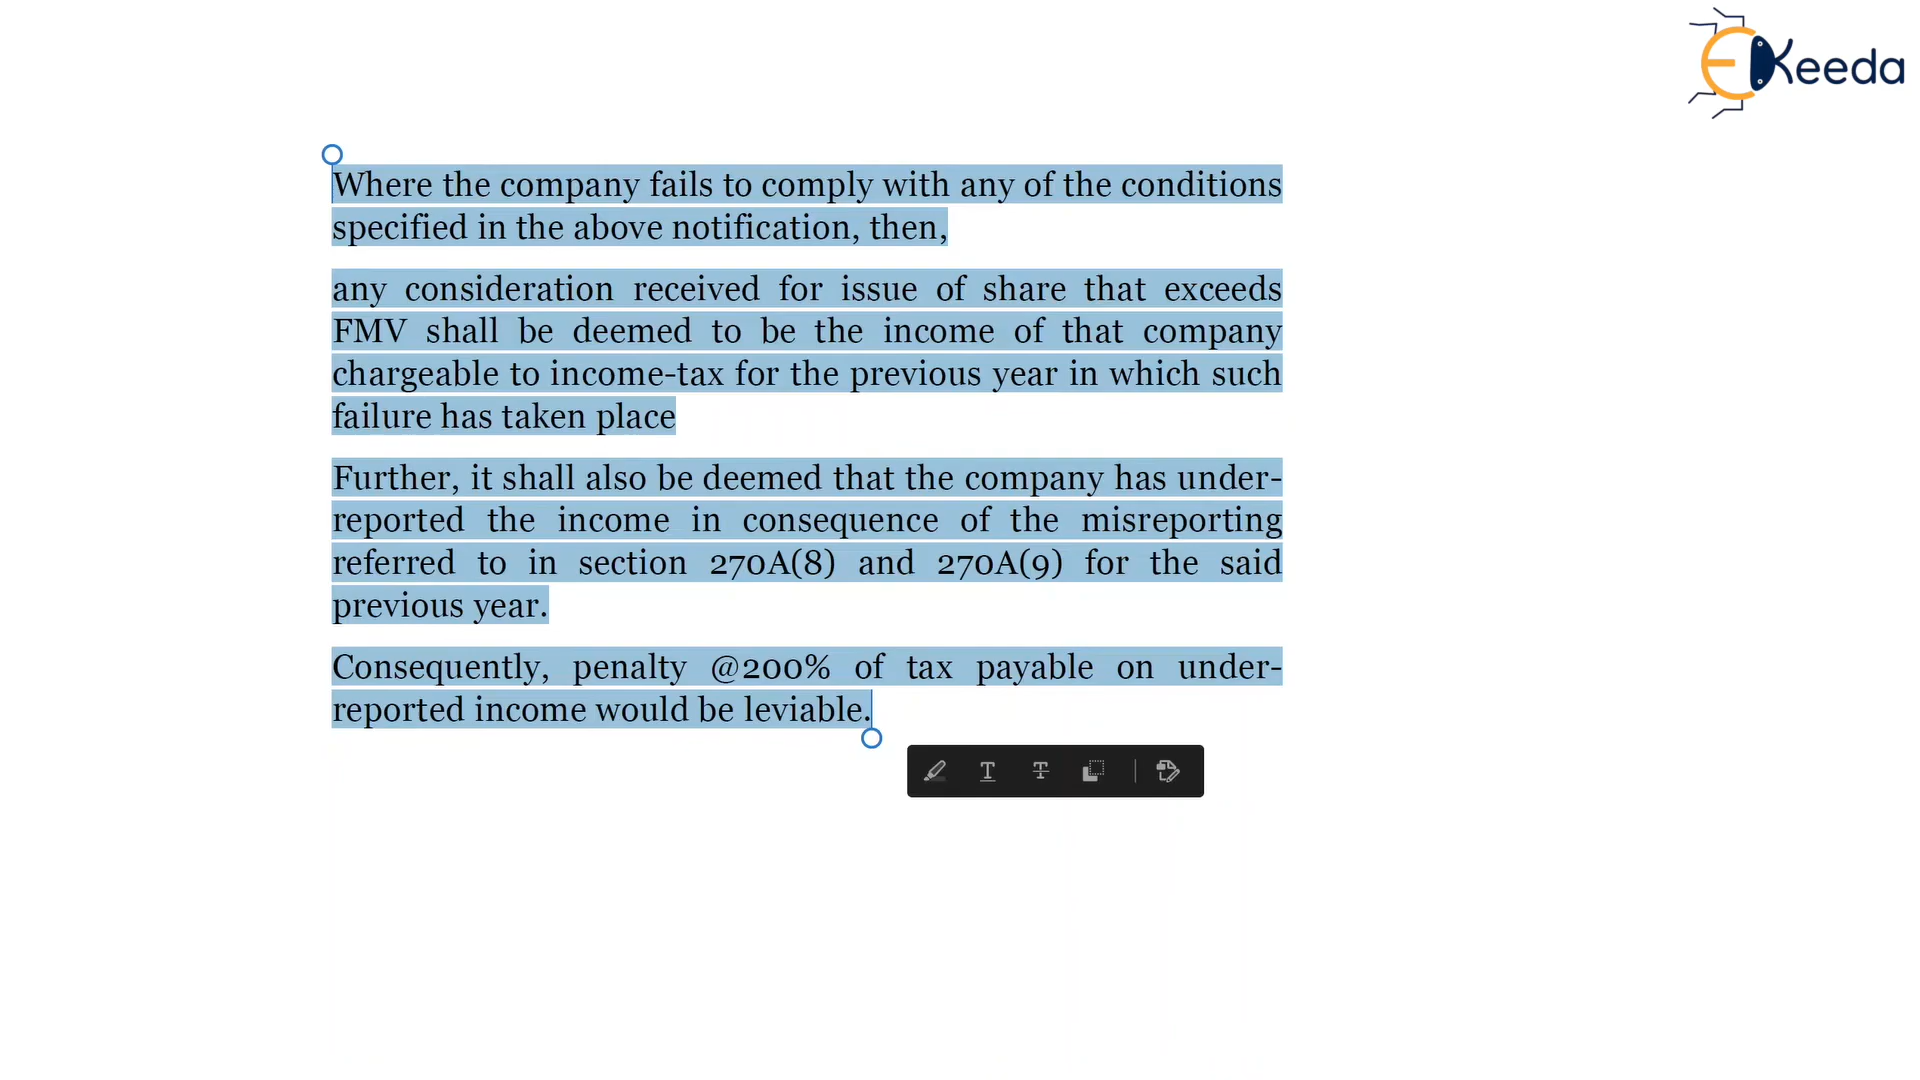 EKeeda
Where the company fails to comply with any of the conditions
specified in the above notification, then,
any consideration received for issue of share that exceeds
FMV shall be deemed to be the income of that company
chargeable to income-tax for the previous year in which such
failure has taken place
Further, it shall also be deemed that the company has under-
reported the income in consequence of the misreporting
referred to in section 270A(8) and 270A(9) for the said
previous year.
Consequently, penalty @200% of tax payable on under-
reported income would be leviable.